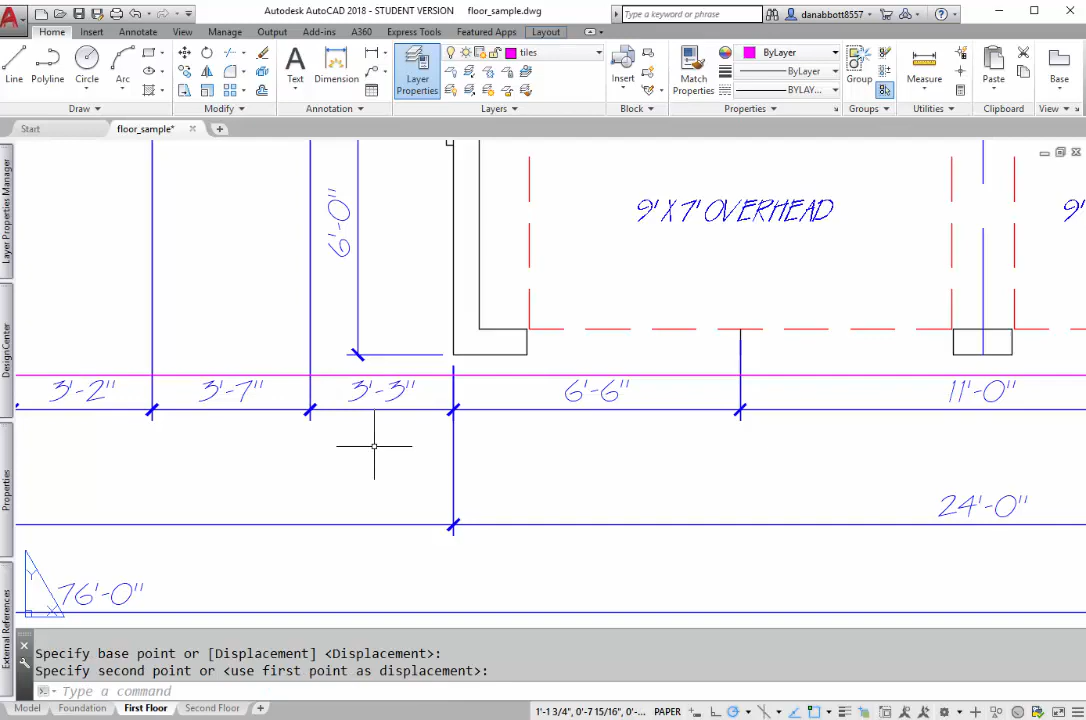 Autodesk AutoCAD 2018 - STUDENT VERSION floor_sample.dwg
Type a keyword or phrase
danabbott8557
Home Insert Annotate View Manage Output Add-ins A360 Express Tools Featured Apps Layout
tiles
ByLayer
ByLayer
BYLAY...
Line Polyline Circle Arc Text Dimension Layer Properties Insert Match Properties Group Measure Paste Base
Draw Modify Annotation Layers Block Properties Groups Utilities Clipboard View
Start floor_sample*
Layer Properties Manager
DesignCenter
Properties
External References
6'-0"
9' X 7' OVERHEAD
9'
3'-2" 3'-7" 3'-3" 6'-6" 11'-0"
24'-0"
Y
X
76'-0"
Specify base point or [Displacement] <Displacement>:
Specify second point or <use first point as displacement>:
Type a command
Model Foundation First Floor Second Floor
1'-1 3/4", 0'-7 15/16", 0'-... PAPER